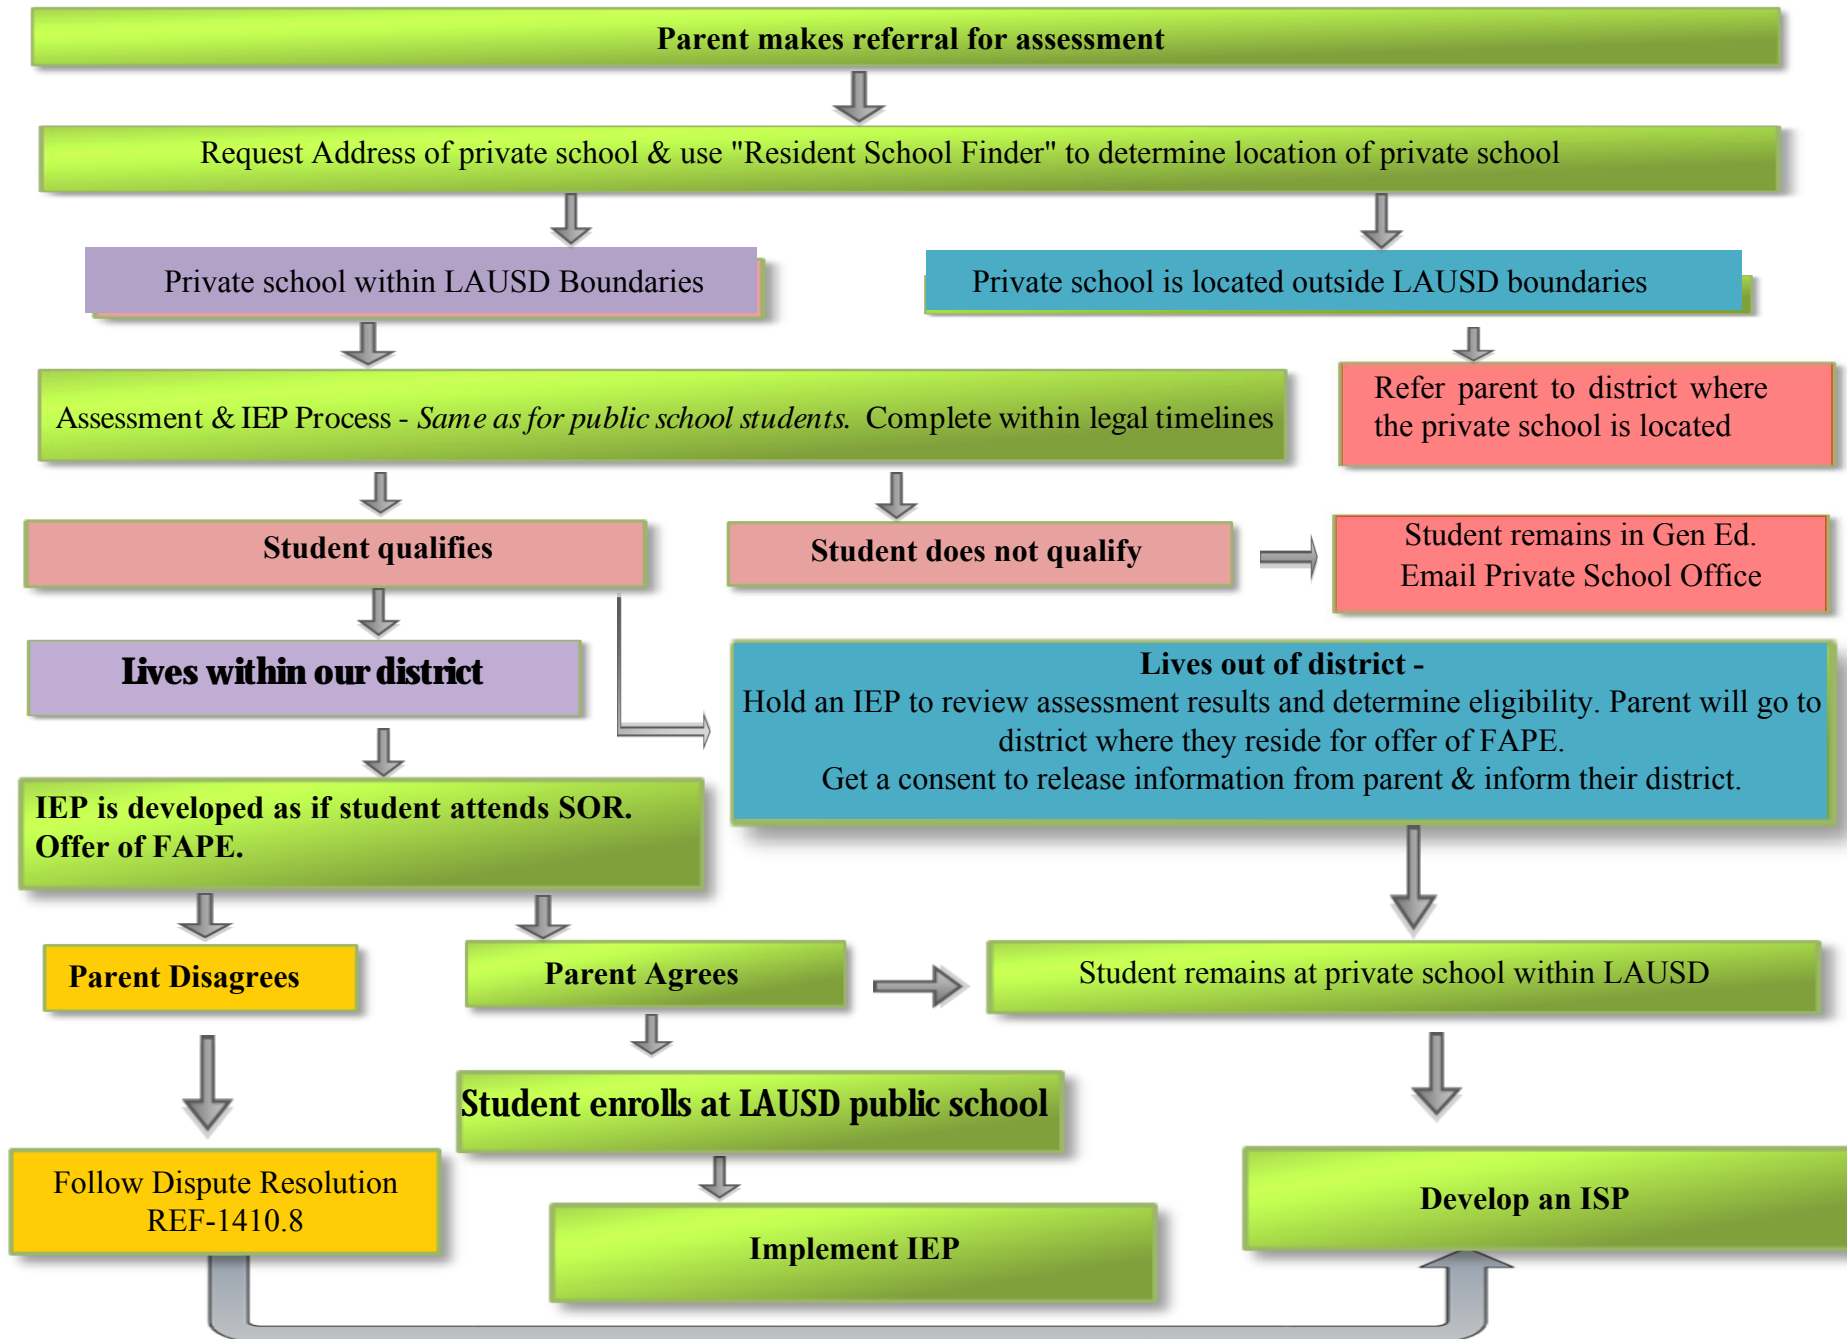 Parent makes referral for assessment
Request Address of private school & use "Resident School Finder" to determine location of private school
Private school within LAUSD Boundaries
Private school is located outside LAUSD boundaries
Refer parent to district where
the private school is located
Assessment & IEP Process - Same as for public school students. Complete within legal timelines
Student qualifies
Student does not qualify
Student remains in Gen Ed.
Email Private School Office
Lives within our district
Lives out of district -
Hold an IEP to review assessment results and determine eligibility. Parent will go to
district where they reside for offer of FAPE.
Get a consent to release information from parent & inform their district.
IEP is developed as if student attends SOR.
Offer of FAPE.
Parent Disagrees
Parent Agrees
Student remains at private school within LAUSD
Student enrolls at LAUSD public school
Follow Dispute Resolution
REF-1410.8
Implement IEP
Develop an ISP